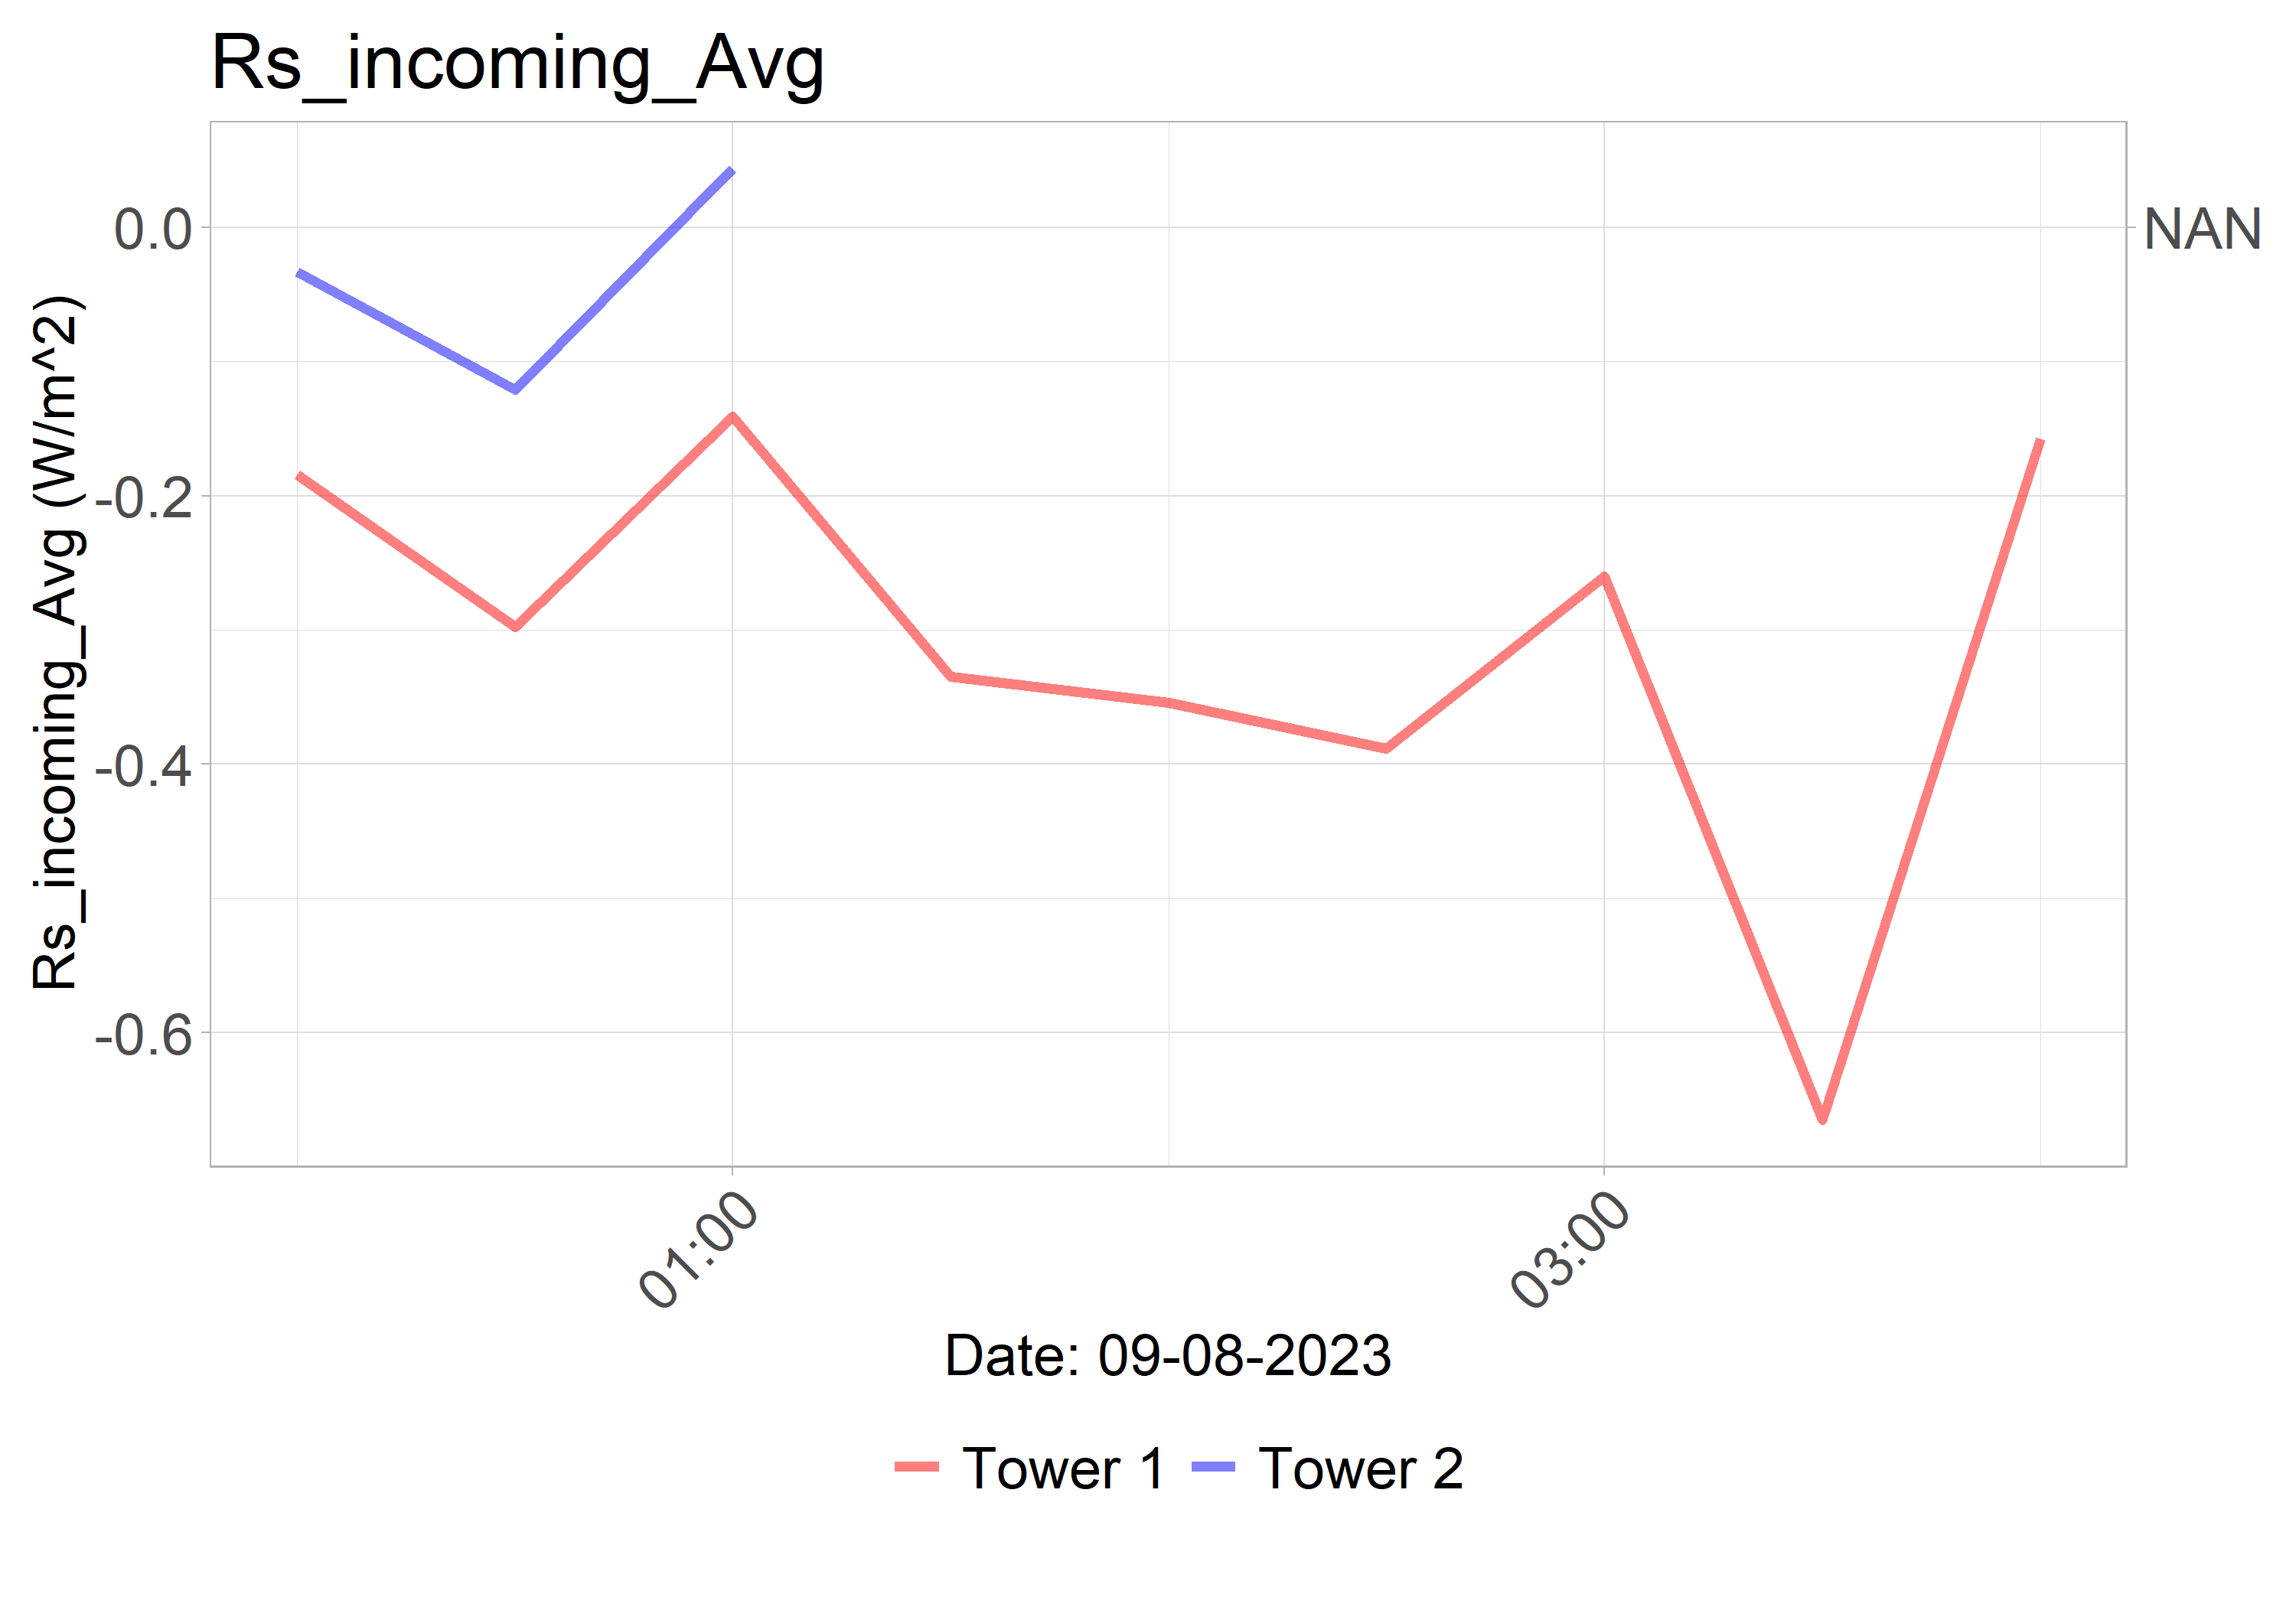 Rs_incoming_Avg
Rs_incoming_Avg (W/m^2)
0.0
-0.2
-0.4
-0.6
NAN
01:00
03:00
Date: 09-08-2023
Tower 1
Tower 2